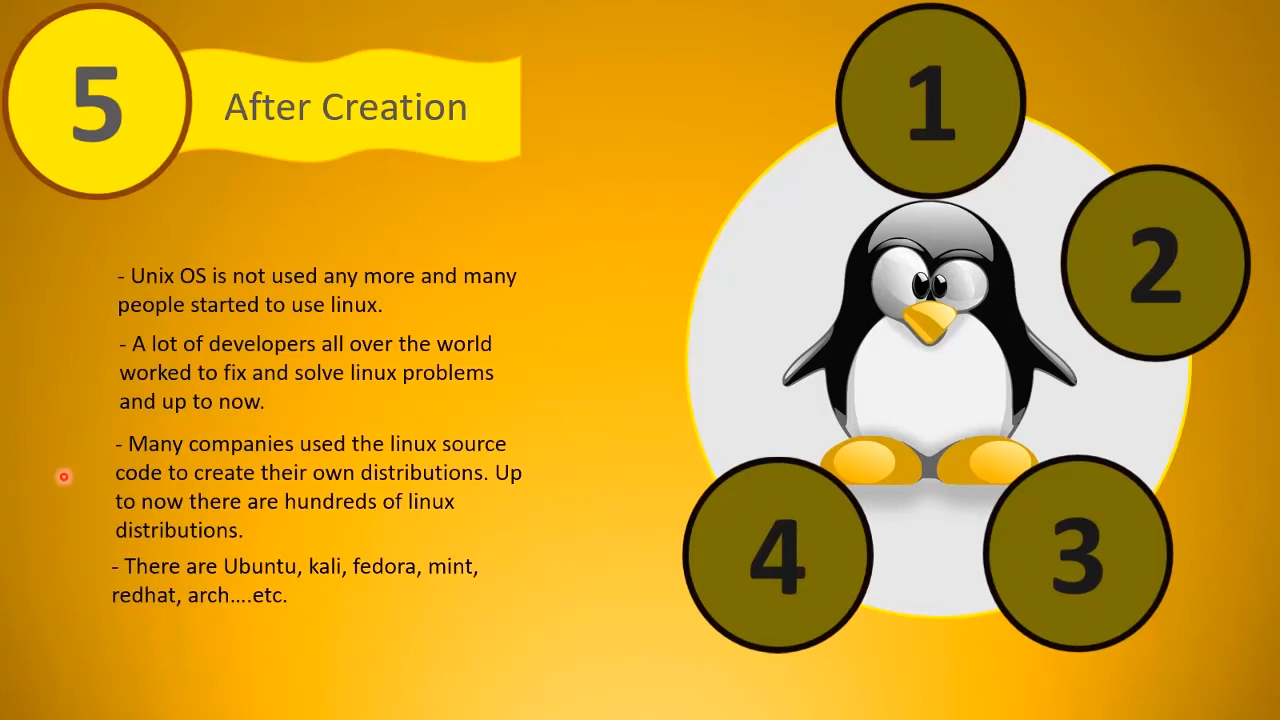 5
After Creation
- Unix OS is not used any more and many
people started to use linux.
- A lot of developers all over the world
worked to fix and solve linux problems
and up to now.
- Many companies used the linux source
code to create their own distributions. Up
to now there are hundreds of linux
distributions.
- There are Ubuntu, kali, fedora, mint,
redhat, arch....etc.
1
2
3
4